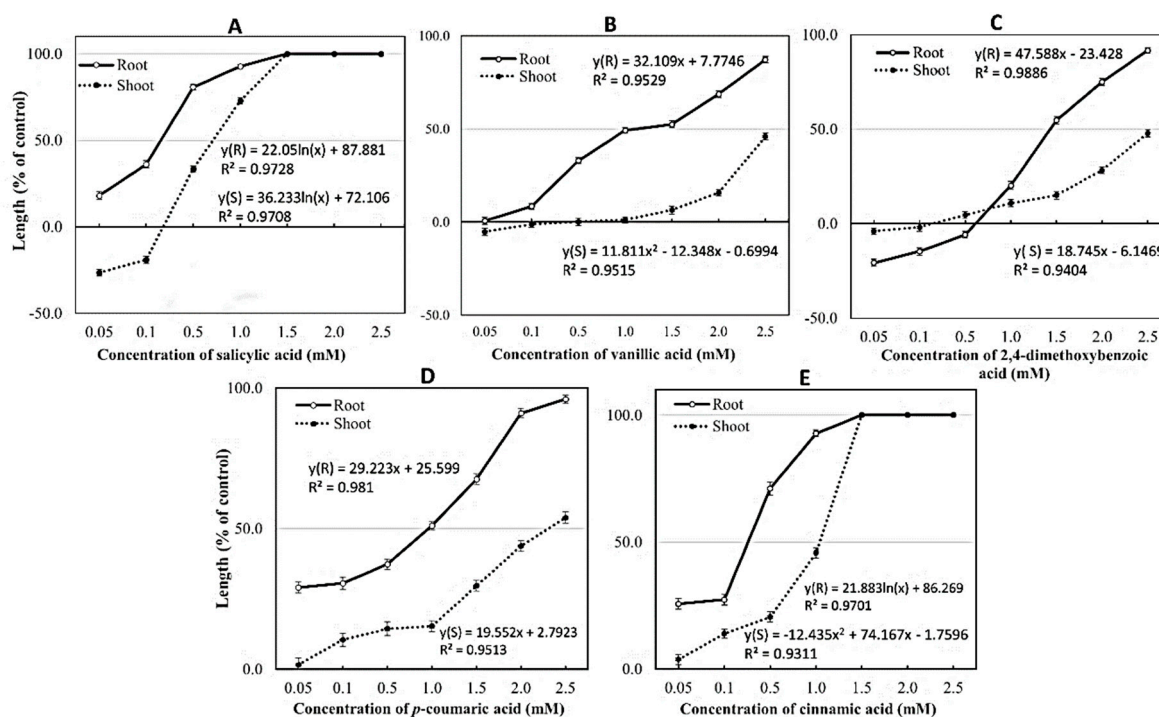 A
B
C
Length (% of control)
100.0
50.0
0.0
-50.0
Root
Shoot
y(R) = 22.05ln(x) + 87.881
R² = 0.9728
y(S) = 36.233ln(x) + 72.106
R² = 0.9708
0.05 0.1 0.5 1.0 1.5 2.0 2.5
Concentration of salicylic acid (mM)
100.0
50.0
0.0
-50.0
Root
Shoot
y(R) = 32.109x + 7.7746
R² = 0.9529
y(S) = 11.811x² - 12.348x - 0.6994
R² = 0.9515
0.05 0.1 0.5 1.0 1.5 2.0 2.5
Concentration of vanillic acid (mM)
100.0
50.0
0.0
-50.0
Root
Shoot
y(R) = 47.588x - 23.428
R² = 0.9886
y( S) = 18.745x - 6.1469
R² = 0.9404
0.05 0.1 0.5 1.0 1.5 2.0 2.5
Concentration of 2,4-dimethoxybenzoic
acid (mM)
D
E
Length (% of control)
100.0
50.0
0.0
Root
Shoot
y(R) = 29.223x + 25.599
R² = 0.981
y(S) = 19.552x + 2.7923
R² = 0.9513
0.05 0.1 0.5 1.0 1.5 2.0 2.5
Concentration of p-coumaric acid (mM)
100.0
50.0
0.0
Root
Shoot
y(R) = 21.883ln(x) + 86.269
R² = 0.9701
y(S) = -12.435x² + 74.167x - 1.7596
R² = 0.9311
0.05 0.1 0.5 1.0 1.5 2.0 2.5
Concentration of cinnamic acid (mM)